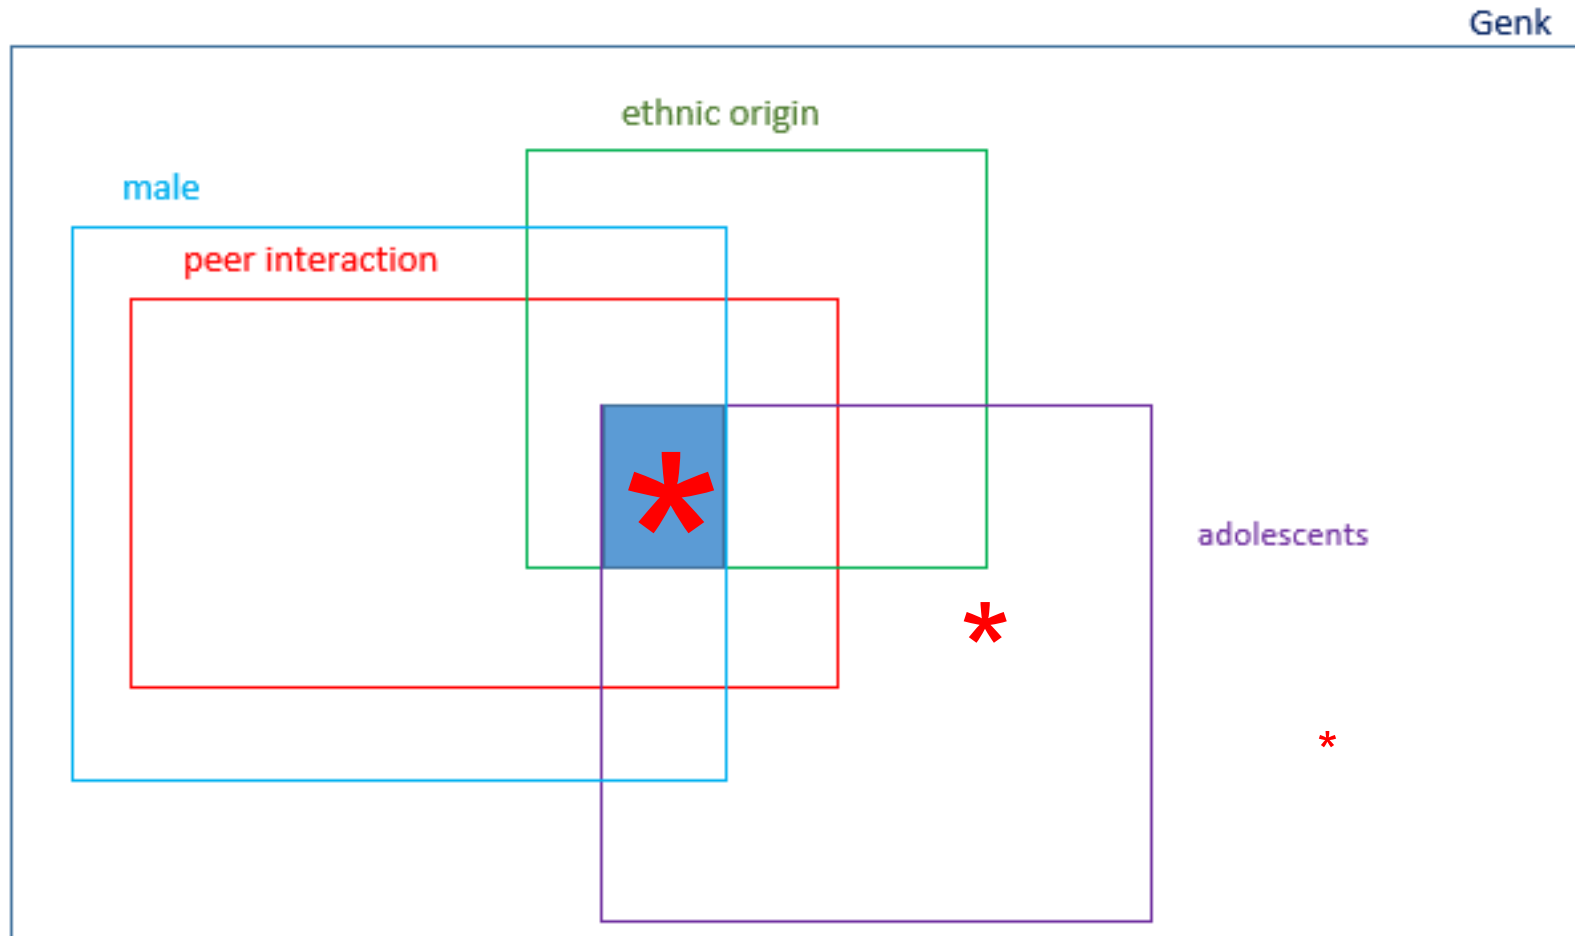 Genk
ethnic origin
male
peer interaction
*
adolescents
*
*